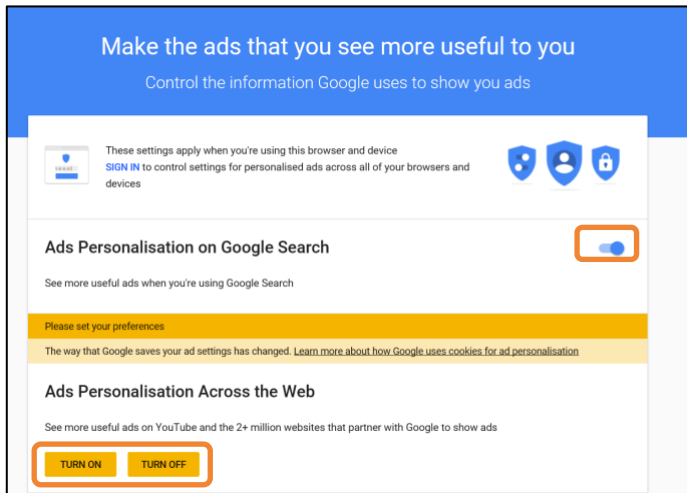 Make the ads that you see more useful to you
Control the information Google uses to show you ads
These settings apply when you're using this browser and device
SIGN IN to control settings for personalised ads across all of your browsers and
devices
Ads Personalisation on Google Search
See more useful ads when you're using Google Search
Please set your preferences
The way that Google saves your ad settings has changed. Learn more about how Google uses cookies for ad personalisation
Ads Personalisation Across the Web
See more useful ads on YouTube and the 2+ million websites that partner with Google to show ads
TURN ON TURN OFF